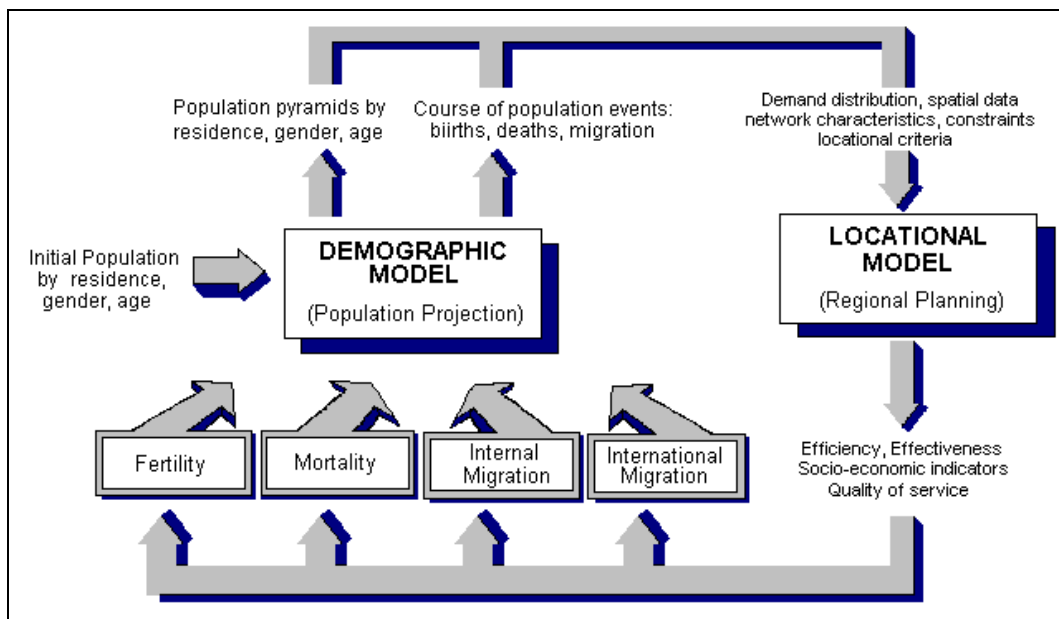 Population pyramids by
residence, gender, age
Course of population events:
biirths, deaths, migration
Demand distribution, spatial data
network characteristics, constraints
locational criteria
Initial Population
by residence,
gender, age
DEMOGRAPHIC
MODEL
(Population Projection)
LOCATIONAL
MODEL
(Regional Planning)
Fertility
Mortality
Internal
Migration
International
Migration
Efficiency, Effectiveness
Socio-economic indicators
Quality of service